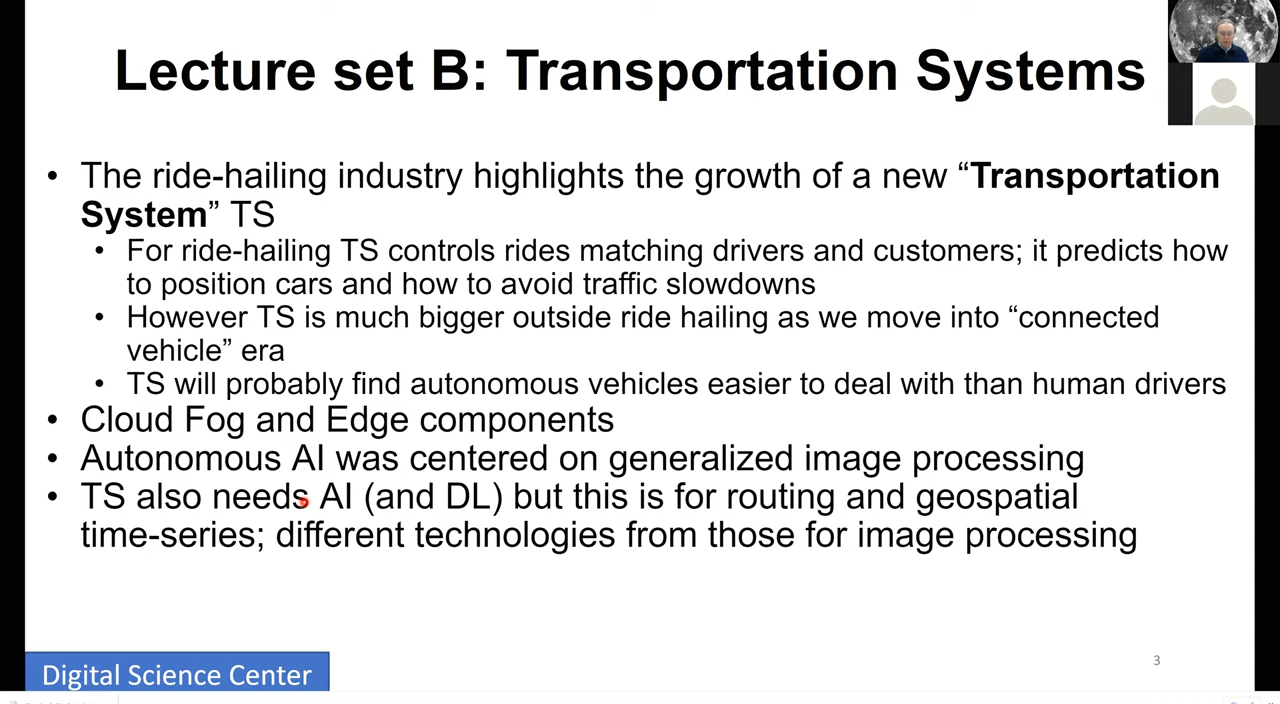 Lecture set B: Transportation Systems
• The ride-hailing industry highlights the growth of a new “Transportation
System” TS
• For ride-hailing TS controls rides matching drivers and customers; it predicts how
to position cars and how to avoid traffic slowdowns
• However TS is much bigger outside ride hailing as we move into “connected
vehicle” era
• TS will probably find autonomous vehicles easier to deal with than human drivers
• Cloud Fog and Edge components
• Autonomous AI was centered on generalized image processing
• TS also needs AI (and DL) but this is for routing and geospatial
time-series; different technologies from those for image processing
Digital Science Center
3